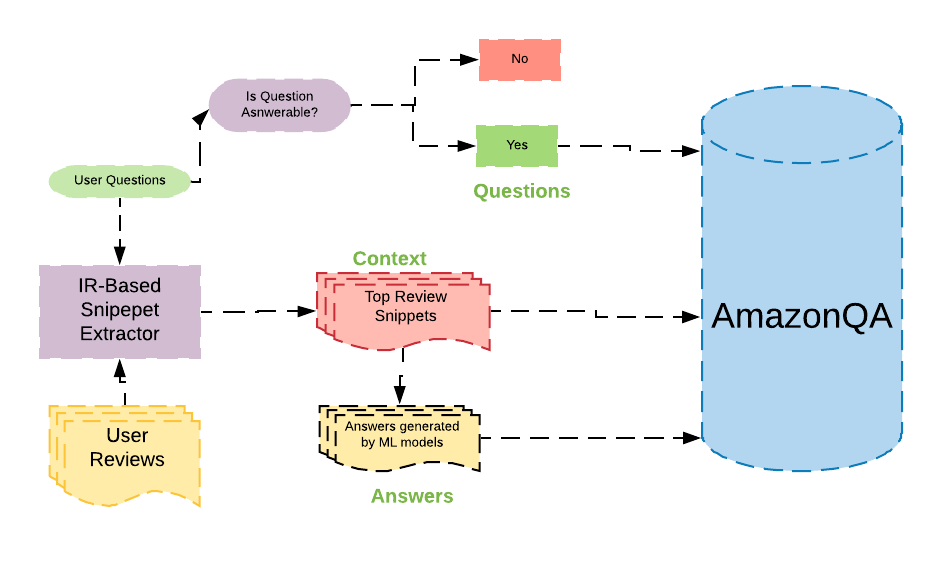 No
Is Question
Asnwerable?
Yes
User Questions
Questions
Context
IR-Based
Snipepet
Extractor
Top Review
Snippets
AmazonQA
User
Reviews
Answers generated
by ML models
Answers